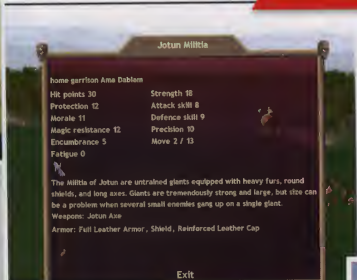 Jotun Militia
home garrison Ama Dablam
Hit points 30 Strength 18
Protection 12 Attack skill 8
Morale 11 Defence skill 9
Magic resistance 12 Precision 10
Encumbrance 5 Move 2 / 13
Fatigue 0
The Militia of Jotun are untrained giants equipped with heavy furs, round
shields, and long axes. Giants are tremendously strong and large, but size can
be a problem when several small enemies gang up on a single giant.
Weapons: Jotun Axe
Armor: Full Leather Armor, Shield, Reinforced Leather Cap
Exit